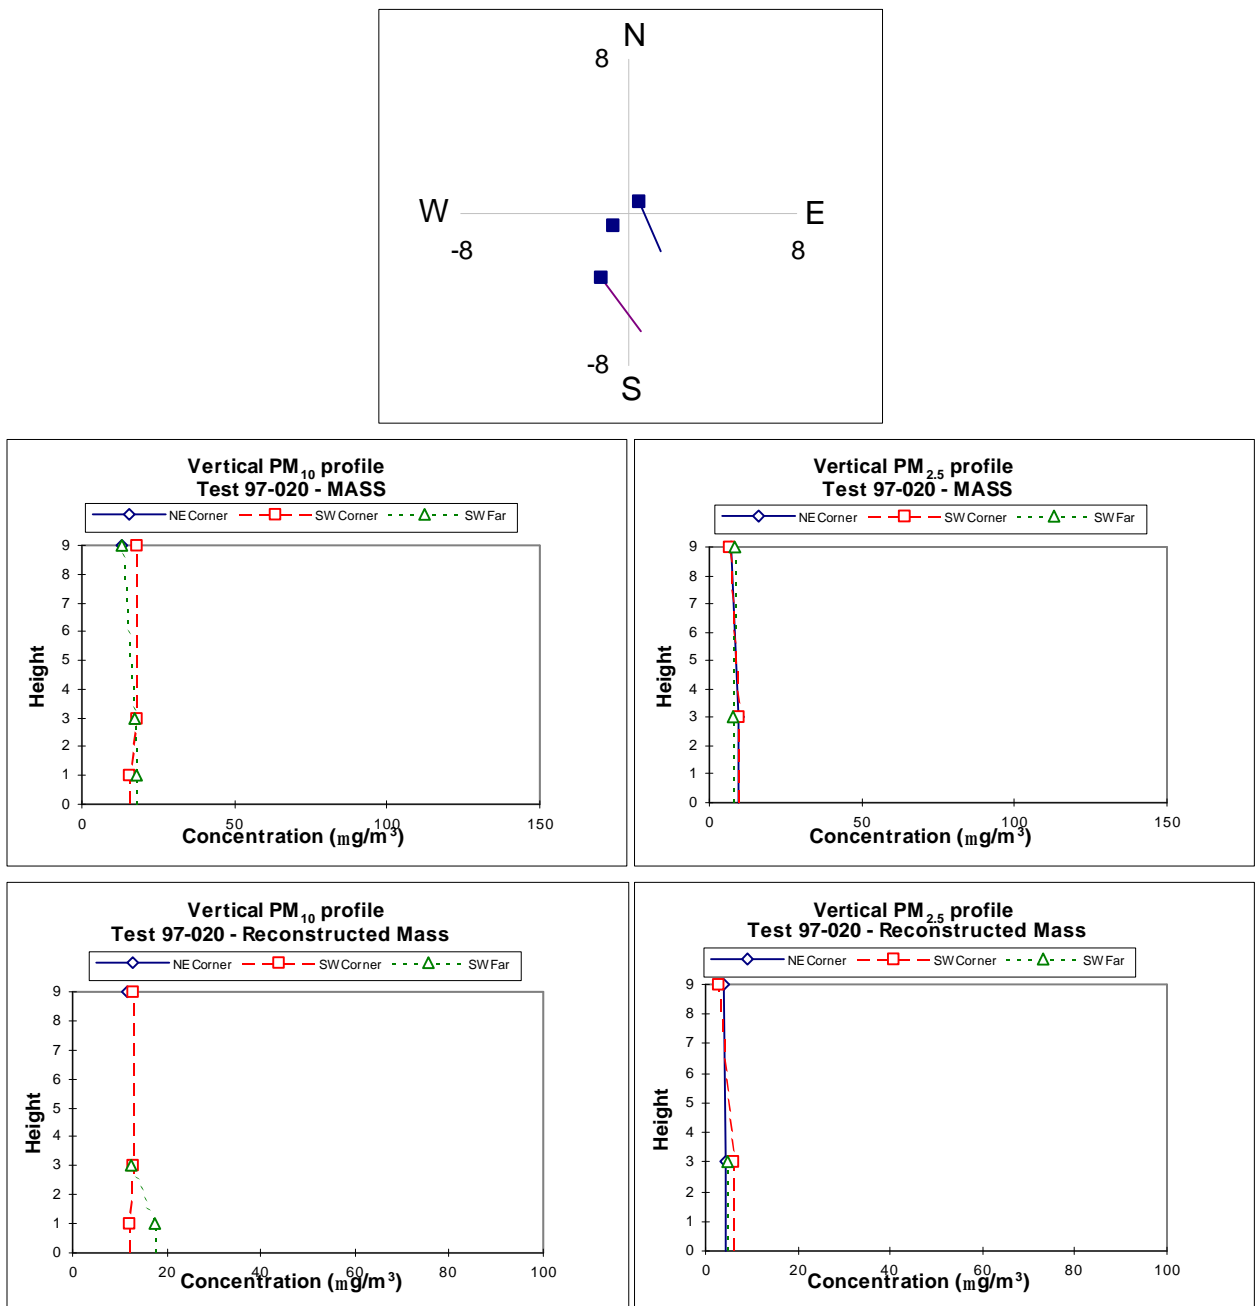 N
8
W
E
-8
8
-8
S
Vertical PM10 profile
Test 97-020 - MASS
NE Corner SW Corner SW Far
9
8
7
6
5
4
3
2
1
0
Height
0 50 100 150
Concentration (mg/m3)
Vertical PM2.5 profile
Test 97-020 - MASS
NE Corner SW Corner SW Far
9
8
7
6
5
4
3
2
1
0
Height
0 50 100 150
Concentration (mg/m3)
Vertical PM10 profile
Test 97-020 - Reconstructed Mass
NE Corner SW Corner SW Far
9
8
7
6
5
4
3
2
1
0
Height
0 20 40 60 80 100
Concentration (mg/m3)
Vertical PM2.5 profile
Test 97-020 - Reconstructed Mass
NE Corner SW Corner SW Far
9
8
7
6
5
4
3
2
1
0
Height
0 20 40 60 80 100
Concentration (mg/m3)